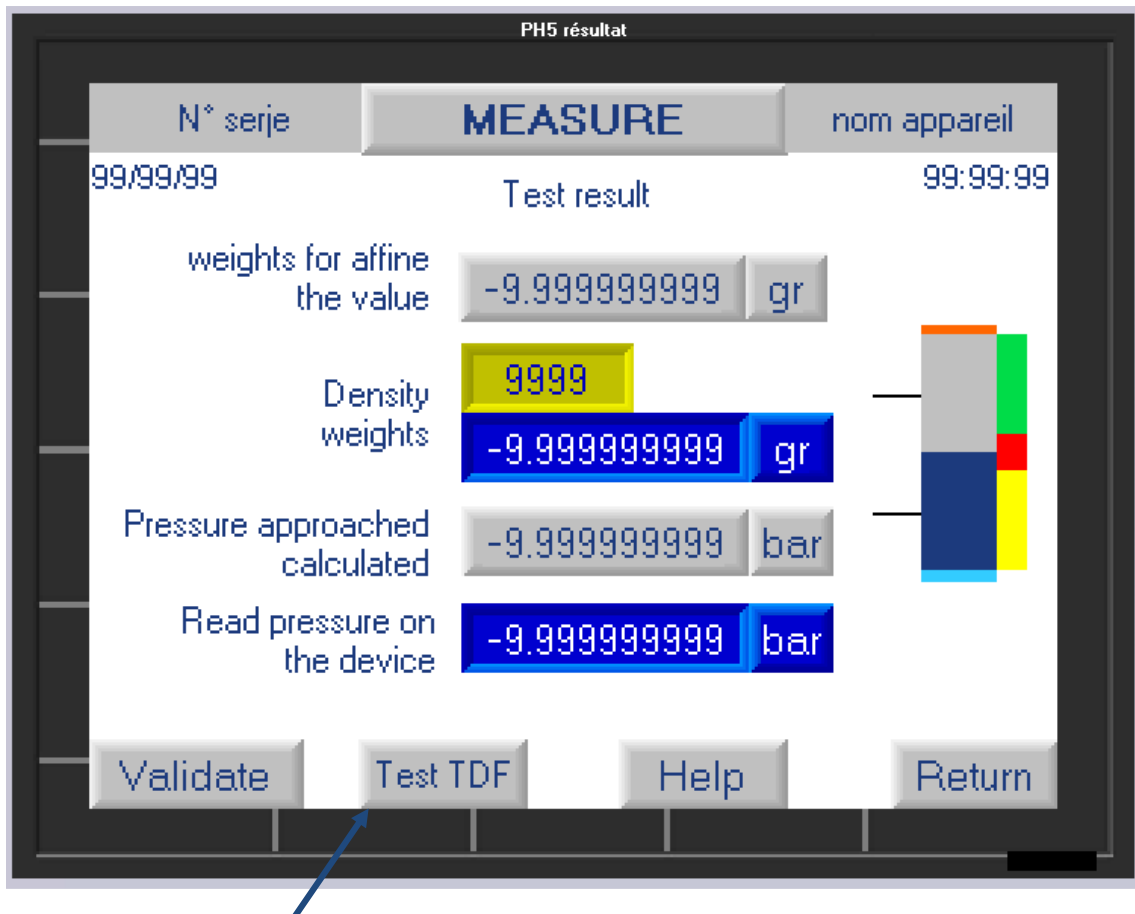 PH5 résultat
N° serje
MEASURE
nom appareil
99/99/99
Test result
99:99:99
weights for affine
the value
-9.999999999
gr
Density
weights
9999
-9.999999999
gr
Pressure approached
calculated
-9.999999999
bar
Read pressure on
the device
-9.999999999
bar
Validate
Test TDF
Help
Return